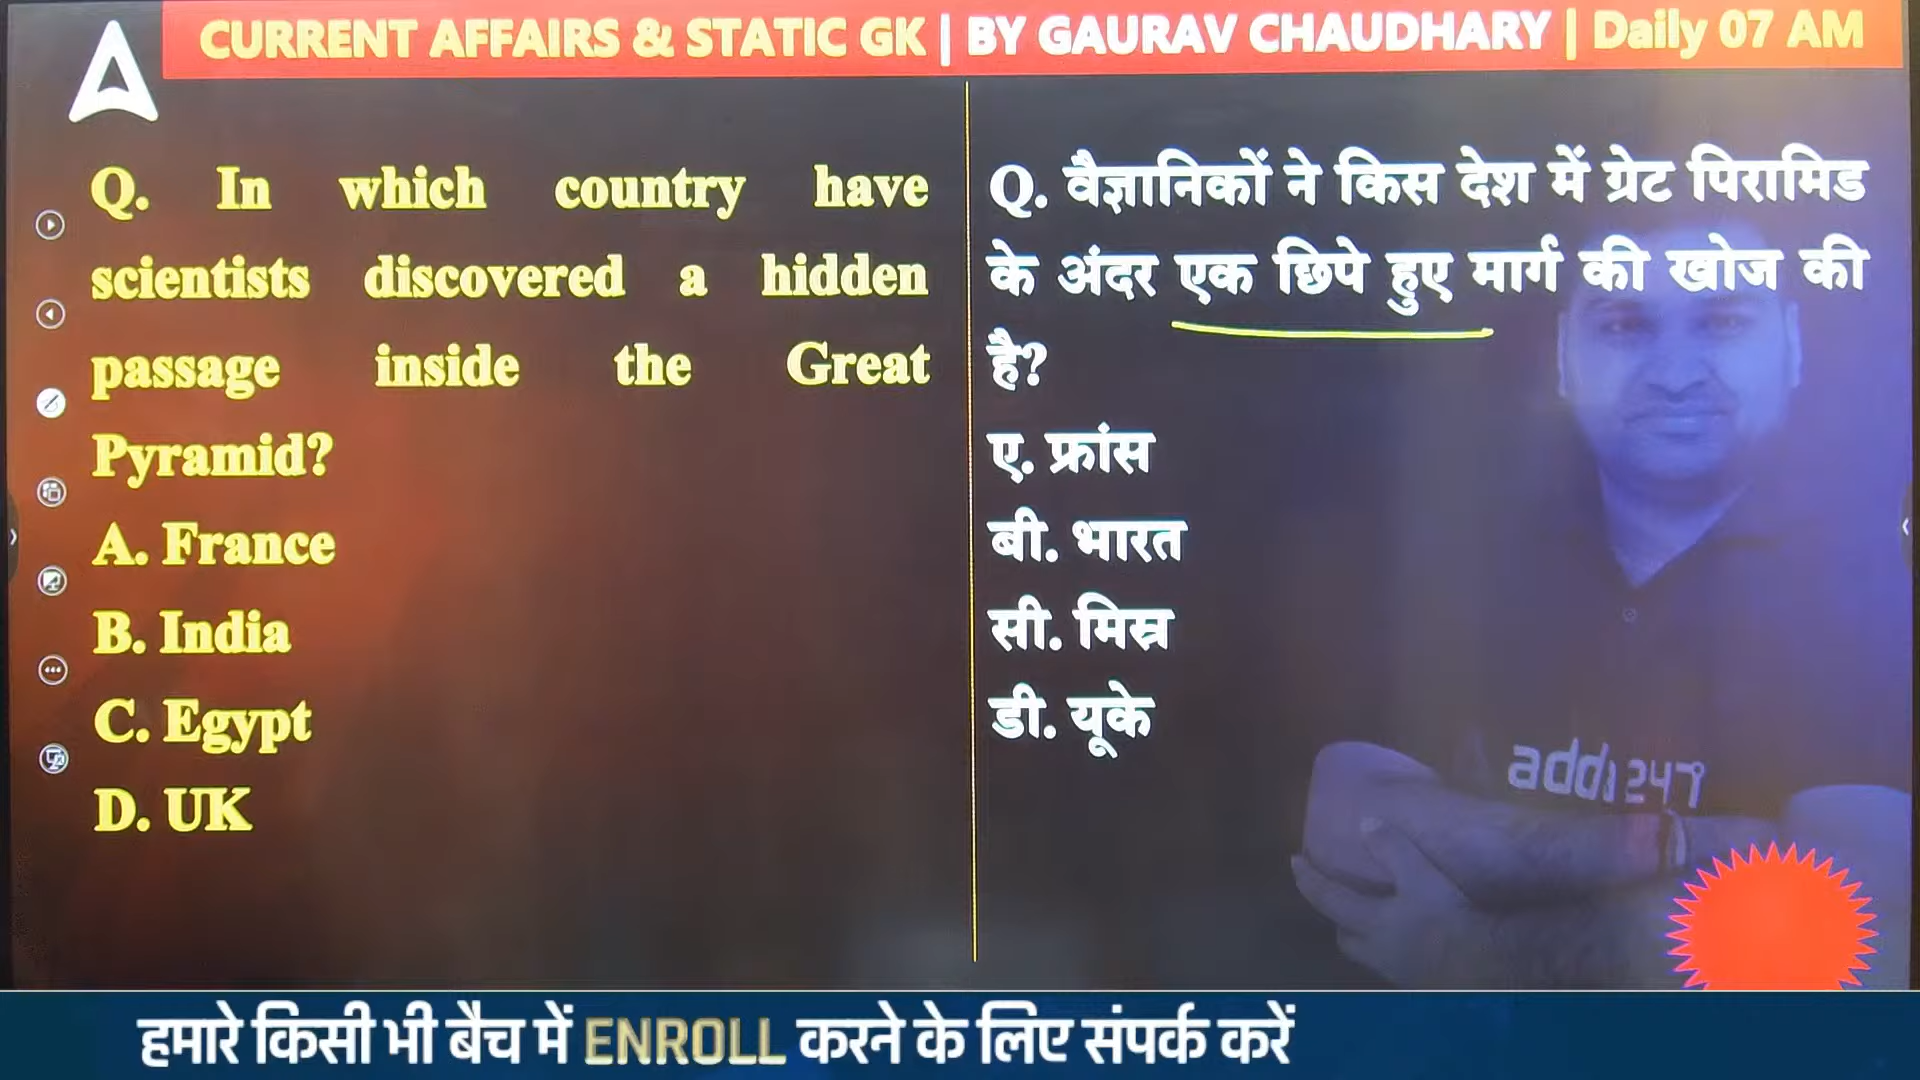 CURRENT AFFAIRS & STATIC GK | BY GAURAV CHAUDHARY | Daily 07 AM
Q. In which country have
scientists discovered a hidden
passage inside the Great
Pyramid?
A. France
B. India
C. Egypt
D. UK
Q. वैज्ञानिकों ने किस देश में ग्रेट पिरामिड
के अंदर एक छिपे हुए मार्ग की खोज की
है?
ए. फ्रांस
बी. भारत
सी. मिस्र
डी. यूके
adda247
हमारे किसी भी बैच में ENROLL करने के लिए संपर्क करें